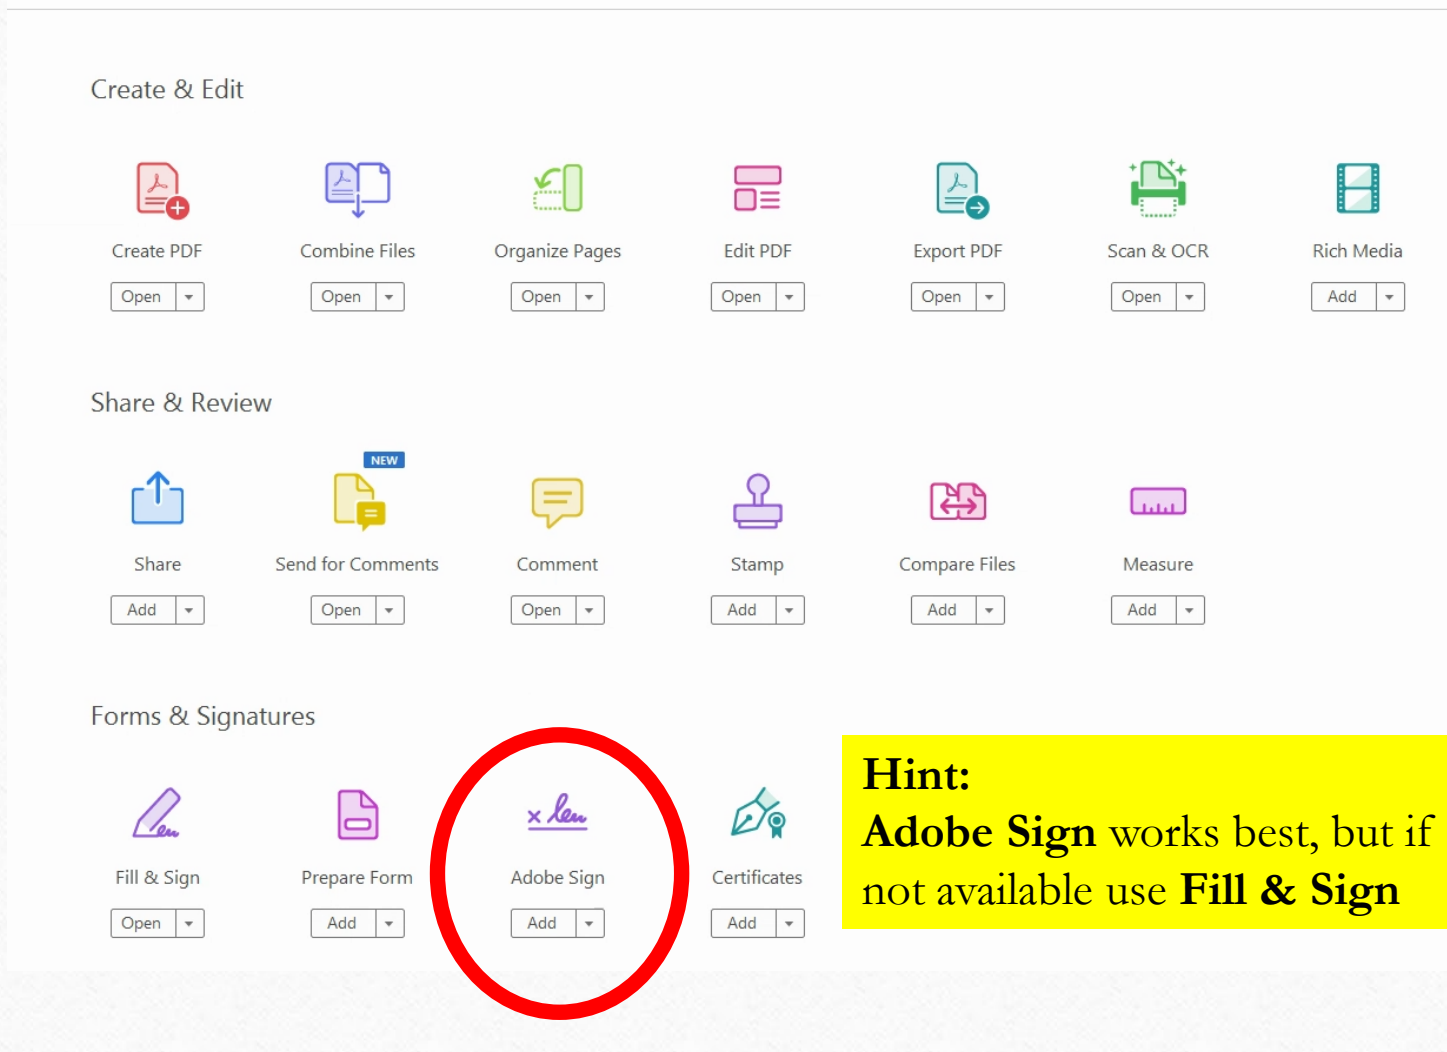 Create & Edit
Create PDF
Combine Files
Organize Pages
Edit PDF
Export PDF
Scan & OCR
Rich Media
Open
Open
Open
Open
Open
Open
Add
Share & Review
NEW
Share
Send for Comments
Comment
Stamp
Compare Files
Measure
Add
Open
Open
Add
Add
Add
Forms & Signatures
Fill & Sign
Prepare Form
Adobe Sign
Certificates
Open
Add
Add
Add
Hint:
Adobe Sign works best, but if
not available use Fill & Sign